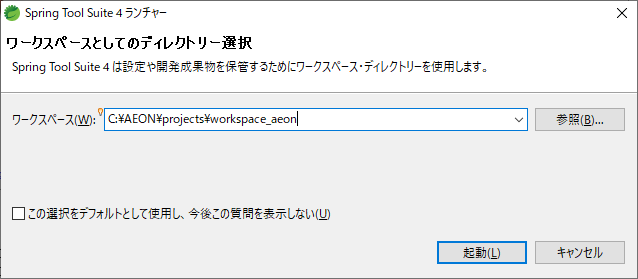 Spring Tool Suite 4 ランチャー
ワークスペースとしてのディレクトリー選択
Spring Tool Suite 4 は設定や開発成果物を保管するためにワークスペース・ディレクトリーを使用します。
ワークスペース(W): C:¥AEON¥projects¥workspace_aeon 参照(B)...
この選択をデフォルトとして使用し、今後この質問を表示しない(U)
起動(L) キャンセル